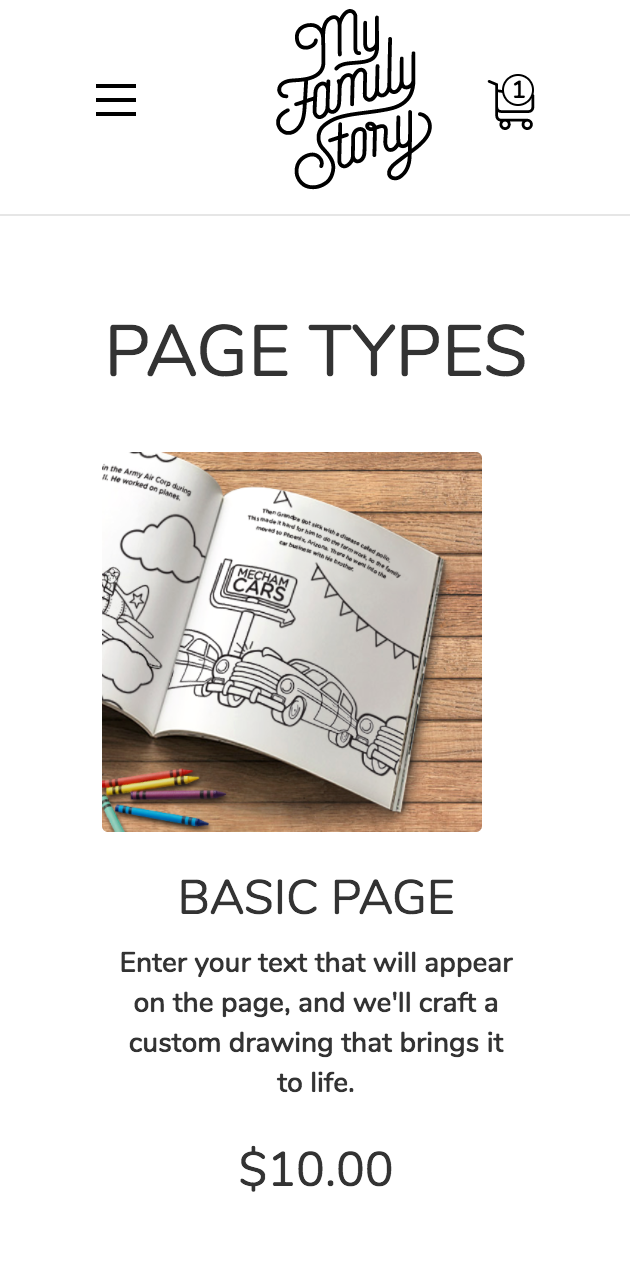 My
Family
Story
1
PAGE TYPES
in the Army Air Corp during
II. He worked on planes.
Then Grandpa got sick with a disease called polio.
This made it hard for him to do the farm work, so the family
moved to Phoenix, Arizona. There he went into the
car business with his brother.
MECHAM
CARS
BASIC PAGE
Enter your text that will appear
on the page, and we'll craft a
custom drawing that brings it
to life.
$10.00